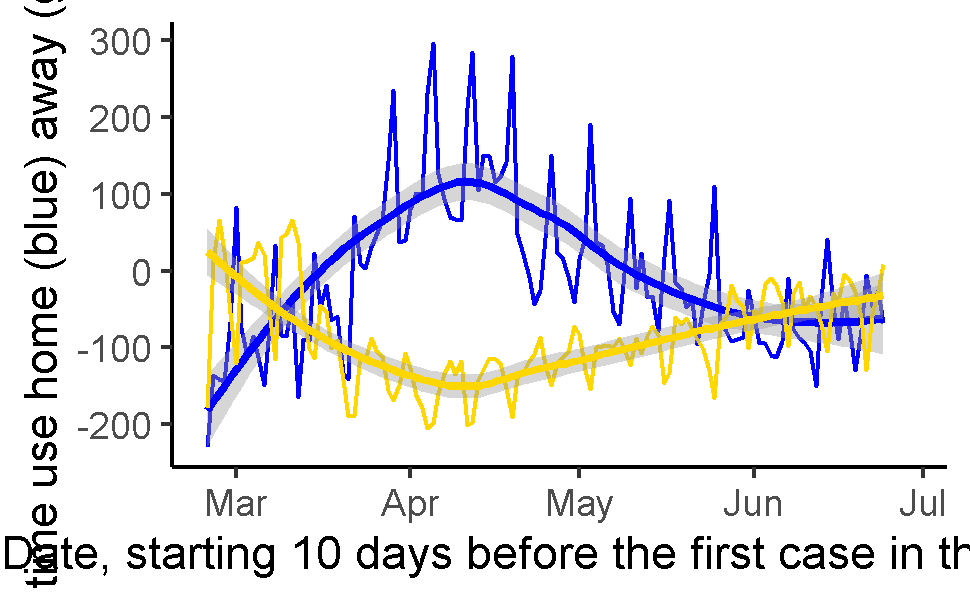 time use home (blue) away (
300
200
100
0
-100
-200
Mar Apr May Jun Jul
Date, starting 10 days before the first case in th